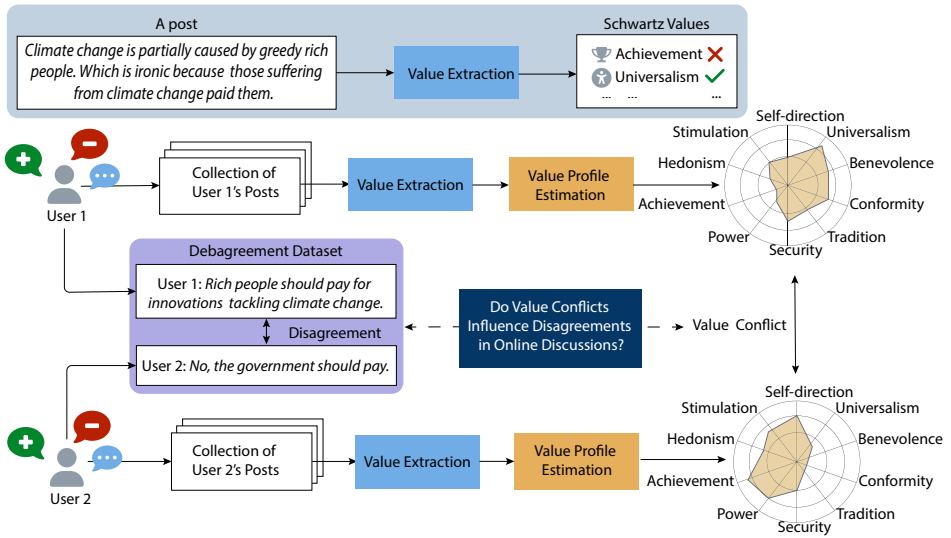 A post
Schwartz Values
Climate change is partially caused by greedy rich
people. Which is ironic because those suffering
from climate change paid them.
Value Extraction
Achievement
Universalism
... ... ...
User 1
Collection of
User 1's Posts
Value Extraction
Value Profile
Estimation
Self-direction
Stimulation
Universalism
Hedonism
Benevolence
Achievement
Conformity
Power
Tradition
Security
Debagreement Dataset
User 1: Rich people should pay for
innovations tackling climate change.
Disagreement
User 2: No, the government should pay.
Do Value Conflicts
Influence Disagreements
in Online Discussions?
Value Conflict
User 2
Collection of
User 2's Posts
Value Extraction
Value Profile
Estimation
Self-direction
Stimulation
Universalism
Hedonism
Benevolence
Achievement
Conformity
Power
Tradition
Security